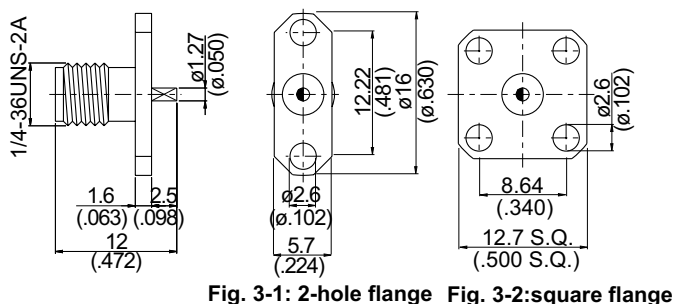 1/4-36UNS-2A
ø1.27
(ø.050)
1.6
(.063)
2.5
(.098)
12
(.472)
12.22
(.481)
ø16
(ø.630)
ø2.6
(ø.102)
5.7
(.224)
ø2.6
(ø.102)
8.64
(.340)
12.7 S.Q.
(.500 S.Q.)
Fig. 3-1: 2-hole flange
Fig. 3-2:square flange